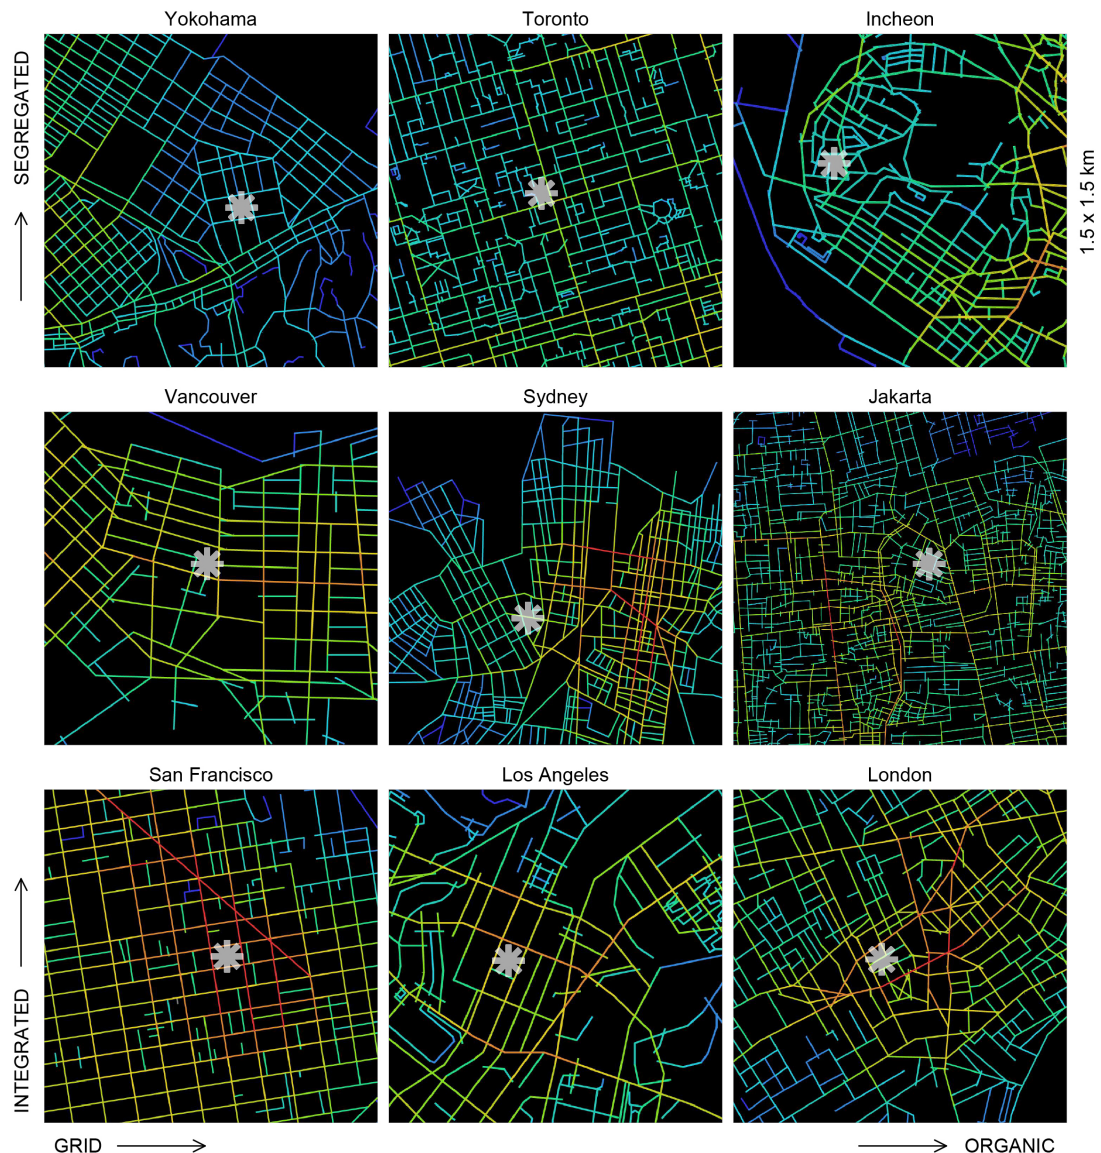 Yokohama
Toronto
Incheon
SEGREGATED
1.5 x 1.5 km
Vancouver
Sydney
Jakarta
San Francisco
Los Angeles
London
INTEGRATED
GRID
ORGANIC